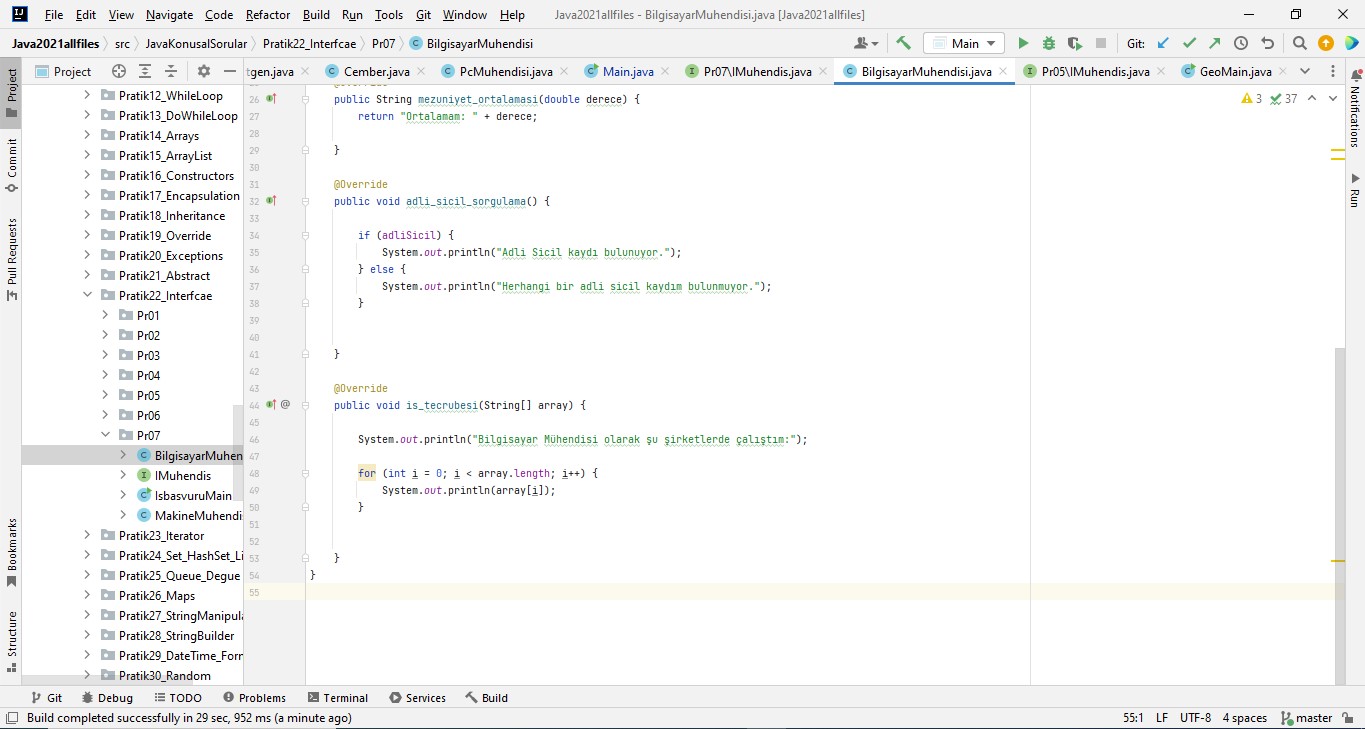 File Edit View Navigate Code Refactor Build Run Tools Git Window Help Java2021allfiles - BilgisayarMuhendisi.java [Java2021allfiles]
Java2021allfiles src JavaKonusalSorular Pratik22_Interfcae Pr07 BilgisayarMuhendisi Main Git:
Project tgen.java Cember.java PcMuhendisi.java Main.java Pr07\IMuhendis.java BilgisayarMuhendisi.java Pr05\IMuhendis.java GeoMain.java
Project
Commit
Pull Requests
Bookmarks
Structure
Pratik12_WhileLoop
Pratik13_DoWhileLoop
Pratik14_Arrays
Pratik15_ArrayList
Pratik16_Constructors
Pratik17_Encapsulation
Pratik18_Inheritance
Pratik19_Override
Pratik20_Exceptions
Pratik21_Abstract
Pratik22_Interfcae
Pr01
Pr02
Pr03
Pr04
Pr05
Pr06
Pr07
BilgisayarMuhen
IMuhendis
IsbasvuruMain
MakineMuhendis
Pratik23_Iterator
Pratik24_Set_HashSet_Li
Pratik25_Queue_Degue
Pratik26_Maps
Pratik27_StringManipula
Pratik28_StringBuilder
Pratik29_DateTime_Forn
Pratik30_Random
@Override
26 public String mezuniyet_ortalamasi(double derece) {
27 return "Ortalamam: " + derece;
28
29 }
30
31 @Override
32 public void adli_sicil_sorgulama() {
33
34 if (adliSicil) {
35 System.out.println("Adli Sicil kaydı bulunuyor.");
36 } else {
37 System.out.println("Herhangi bir adli sicil kaydım bulunmuyor.");
38 }
39
40
41 }
42
43 @Override
44 @ public void is_tecrubesi(String[] array) {
45
46 System.out.println("Bilgisayar Mühendisi olarak şu şirketlerde çalıştım:");
47
48 for (int i = 0; i < array.length; i++) {
49 System.out.println(array[i]);
50 }
51
52
53 }
54 }
55
3 37
Notifications
Run
Git Debug TODO Problems Terminal Services Build
Build completed successfully in 29 sec, 952 ms (a minute ago) 55:1 LF UTF-8 4 spaces master